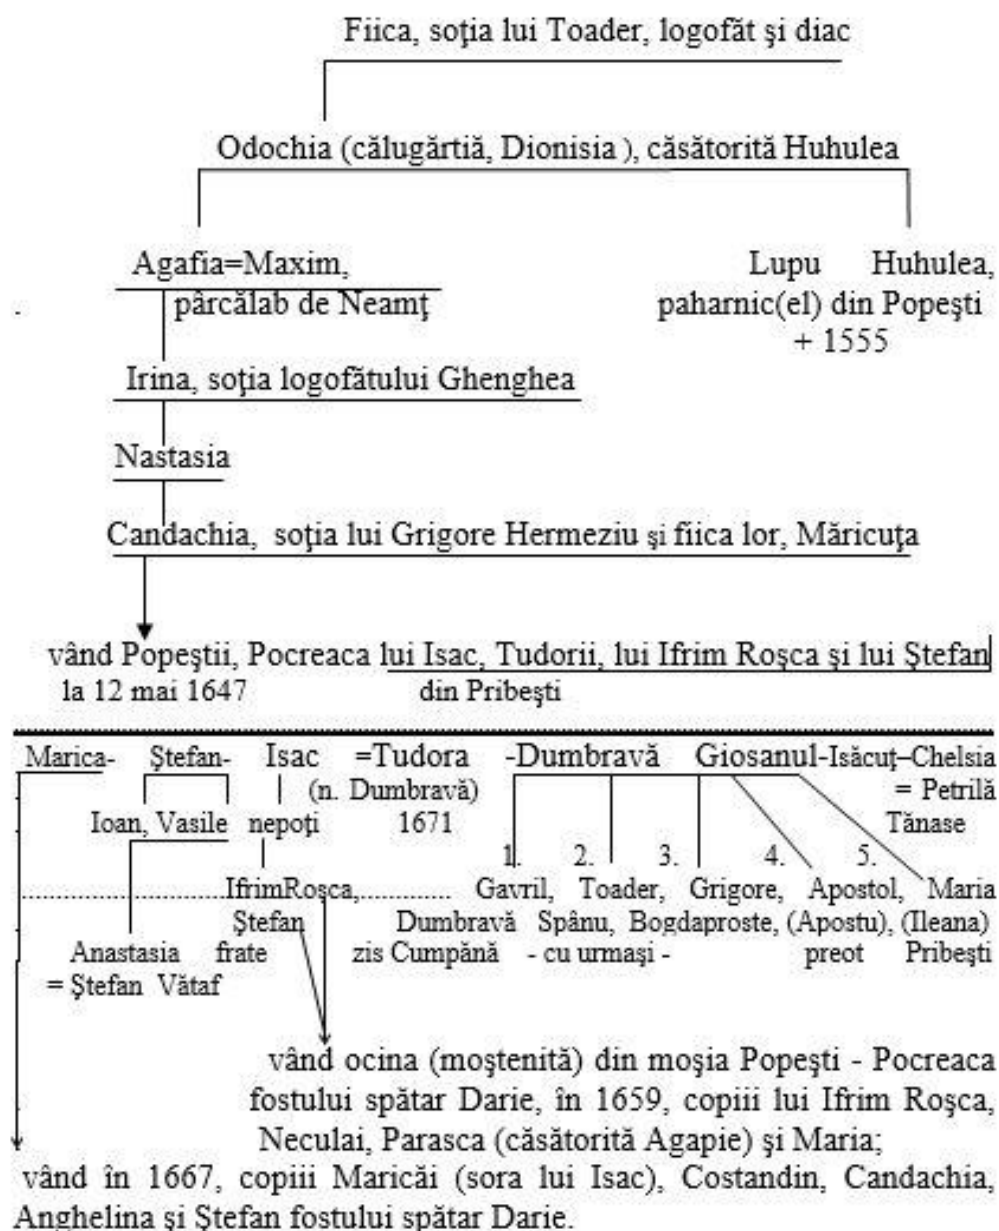 Fiica, soţia lui Toader, logofăt şi diac
Odochia (călugărtiă, Dionisia ), căsătorită Huhulea
Agafia=Maxim,
pârcălab de Neamţ
Lupu Huhulea,
paharnic(el) din Popeşti
+ 1555
Irina, soţia logofătului Ghenghea
Nastasia
Candachia, soţia lui Grigore Hermeziu şi fiica lor, Măricuţa
vând Popeştii, Pocreaca lui Isac, Tudorii, lui Ifrim Roşca şi lui Ştefan
la 12 mai 1647 din Pribeşti
Marica- Ştefan- Isac =Tudora -Dumbravă Giosanul-Isăcuţ–Chelsia
(n. Dumbravă) = Petrilă
Ioan, Vasile nepoţi 1671 Tănase
1. 2. 3. 4. 5.
IfrimRoşca, Gavril, Toader, Grigore, Apostol, Maria
Ştefan Dumbravă Spânu, Bogdaproste, (Apostu), (Ileana)
Anastasia frate zis Cumpănă - cu urmaşi - preot Pribeşti
= Ştefan Vătaf
vând ocina (moştenită) din moşia Popeşti - Pocreaca
fostului spătar Darie, în 1659, copiii lui Ifrim Roşca,
Neculai, Parasca (căsătorită Agapie) şi Maria;
vând în 1667, copiii Maricăi (sora lui Isac), Costandin, Candachia,
Anghelina şi Ştefan fostului spătar Darie.